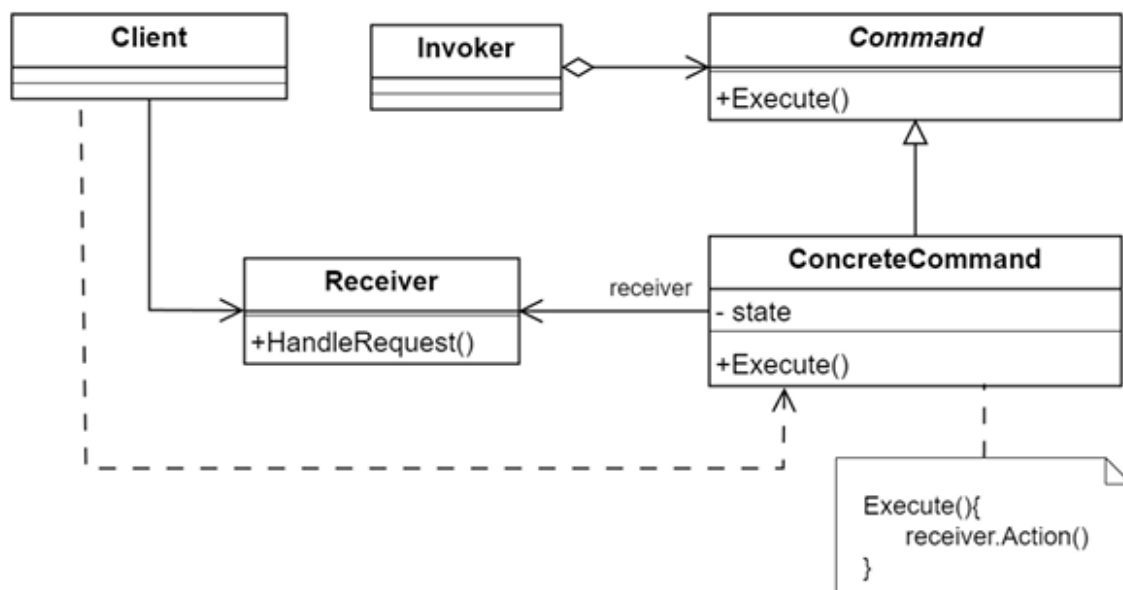 Client
Invoker
Command
+Execute()
Receiver
+HandleRequest()
receiver
ConcreteCommand
- state
+Execute()
Execute(){
receiver.Action()
}